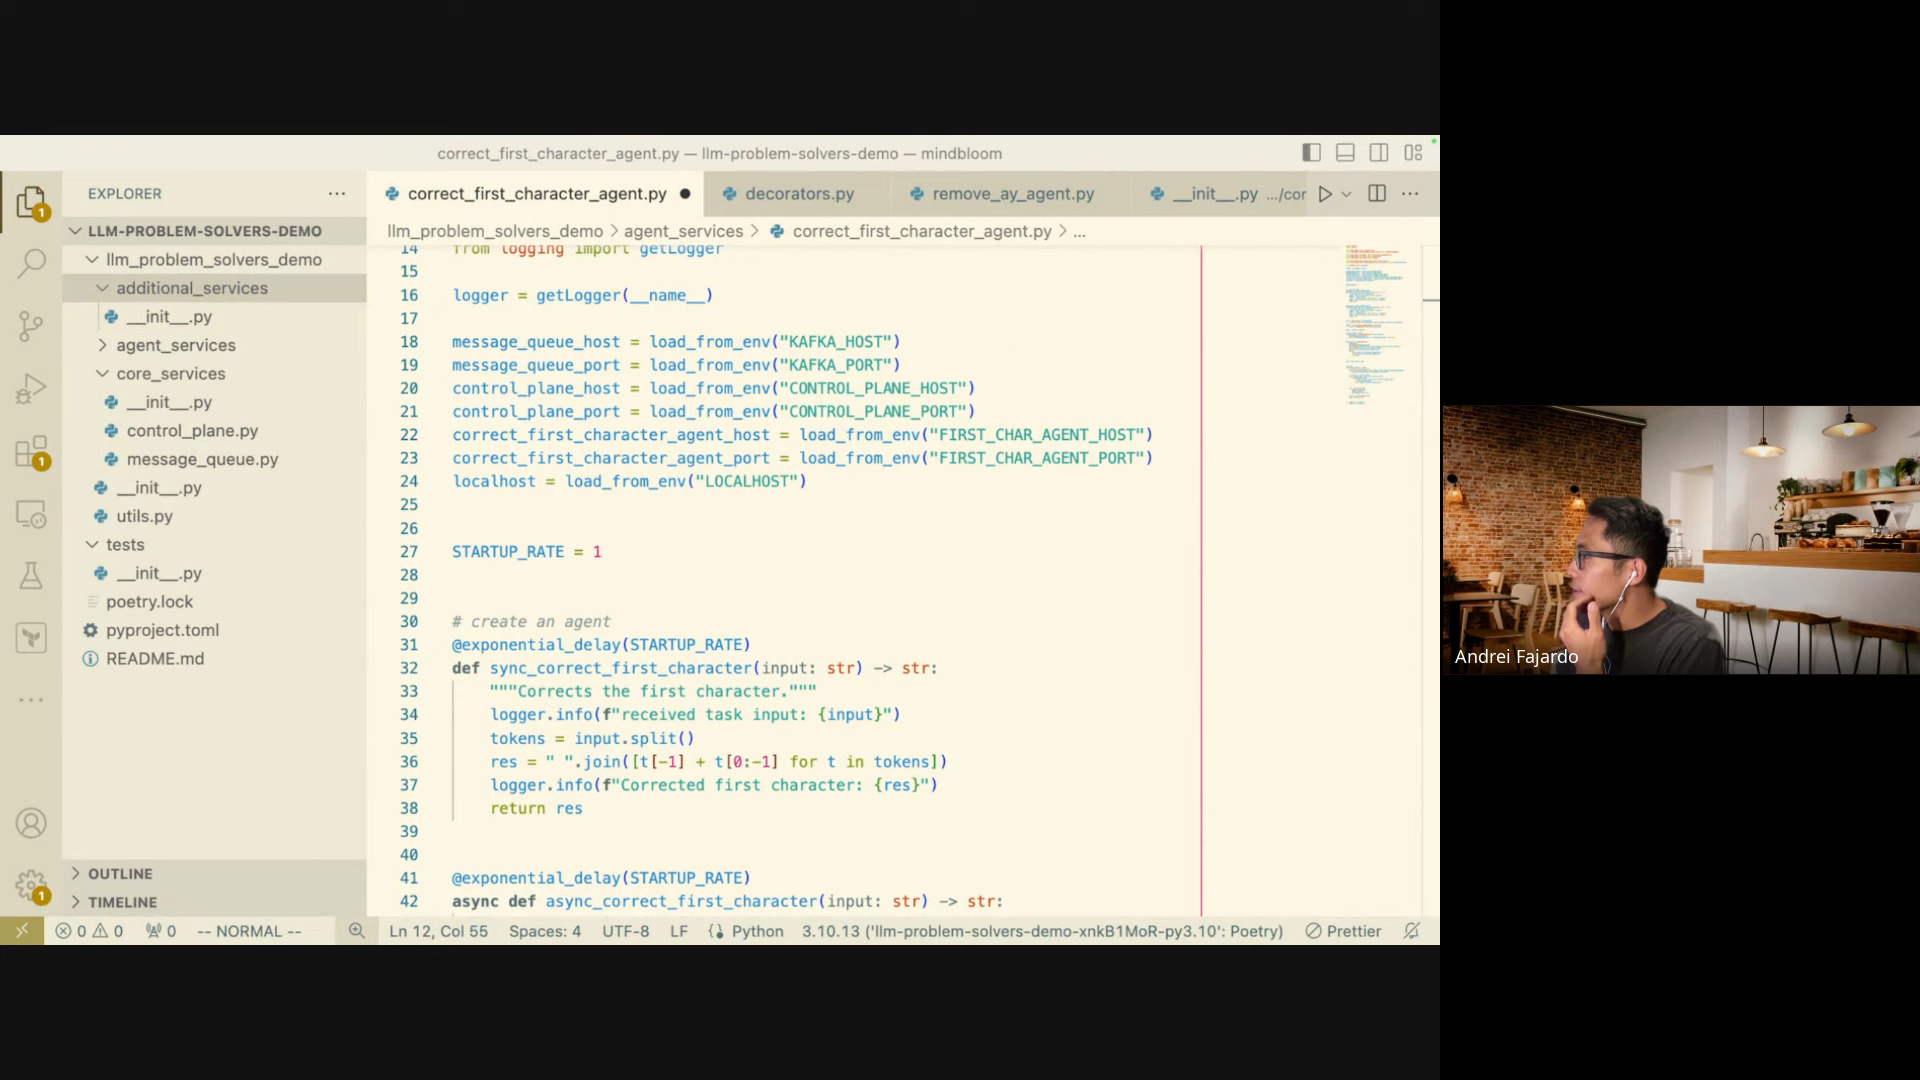 correct_first_character_agent.py — llm-problem-solvers-demo — mindbloom
EXPLORER
LLM-PROBLEM-SOLVERS-DEMO
llm_problem_solvers_demo
additional_services
__init__.py
agent_services
core_services
__init__.py
control_plane.py
message_queue.py
__init__.py
utils.py
tests
__init__.py
poetry.lock
pyproject.toml
README.md
OUTLINE
TIMELINE
1
1
1
correct_first_character_agent.py
decorators.py
remove_ay_agent.py
__init__.py .../cor
llm_problem_solvers_demo > agent_services > correct_first_character_agent.py > ...
14 from logging import getLogger
15
16 logger = getLogger(__name__)
17
18 message_queue_host = load_from_env("KAFKA_HOST")
19 message_queue_port = load_from_env("KAFKA_PORT")
20 control_plane_host = load_from_env("CONTROL_PLANE_HOST")
21 control_plane_port = load_from_env("CONTROL_PLANE_PORT")
22 correct_first_character_agent_host = load_from_env("FIRST_CHAR_AGENT_HOST")
23 correct_first_character_agent_port = load_from_env("FIRST_CHAR_AGENT_PORT")
24 localhost = load_from_env("LOCALHOST")
25
26
27 STARTUP_RATE = 1
28
29
30 # create an agent
31 @exponential_delay(STARTUP_RATE)
32 def sync_correct_first_character(input: str) -> str:
33 """Corrects the first character."""
34 logger.info(f"received task input: {input}")
35 tokens = input.split()
36 res = " ".join([t[-1] + t[0:-1] for t in tokens])
37 logger.info(f"Corrected first character: {res}")
38 return res
39
40
41 @exponential_delay(STARTUP_RATE)
42 async def async_correct_first_character(input: str) -> str:
0 0 0 -- NORMAL -- Ln 12, Col 55 Spaces: 4 UTF-8 LF Python 3.10.13 ('llm-problem-solvers-demo-xnkB1MoR-py3.10': Poetry) Prettier
Andrei Fajardo